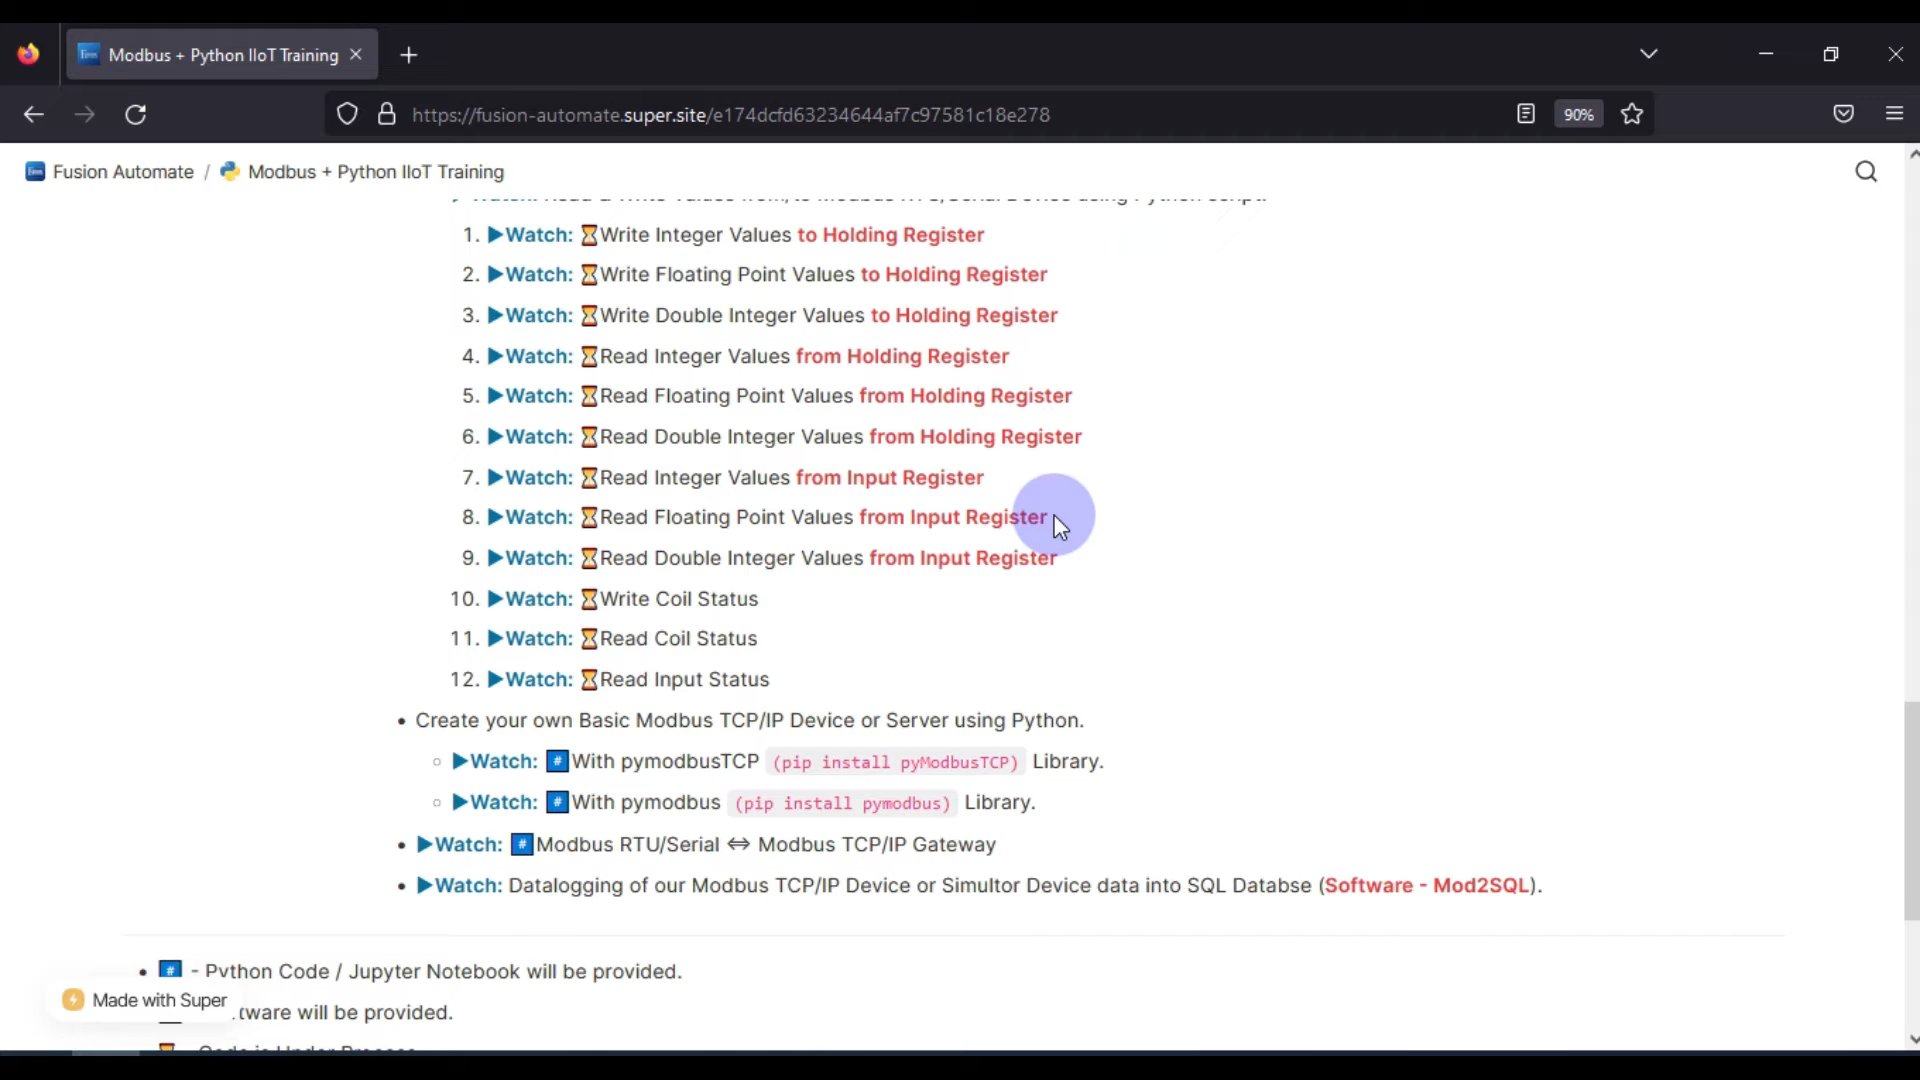 Modbus + Python IIoT Training
https://fusion-automate.super.site/e174dcfd63234644af7c97581c18e278
90%
Fusion Automate / Modbus + Python IIoT Training
1. ▶Watch: ⌛Write Integer Values to Holding Register
2. ▶Watch: ⌛Write Floating Point Values to Holding Register
3. ▶Watch: ⌛Write Double Integer Values to Holding Register
4. ▶Watch: ⌛Read Integer Values from Holding Register
5. ▶Watch: ⌛Read Floating Point Values from Holding Register
6. ▶Watch: ⌛Read Double Integer Values from Holding Register
7. ▶Watch: ⌛Read Integer Values from Input Register
8. ▶Watch: ⌛Read Floating Point Values from Input Register
9. ▶Watch: ⌛Read Double Integer Values from Input Register
10. ▶Watch: ⌛Write Coil Status
11. ▶Watch: ⌛Read Coil Status
12. ▶Watch: ⌛Read Input Status
• Create your own Basic Modbus TCP/IP Device or Server using Python.
◦ ▶Watch: #️⃣With pymodbusTCP (pip install pyModbusTCP) Library.
◦ ▶Watch: #️⃣With pymodbus (pip install pymodbus) Library.
• ▶Watch: #️⃣Modbus RTU/Serial ⇔ Modbus TCP/IP Gateway
• ▶Watch: Datalogging of our Modbus TCP/IP Device or Simultor Device data into SQL Databse (Software - Mod2SQL).
• #️⃣ - Python Code / Jupyter Notebook will be provided.
Made with Super
will be provided.